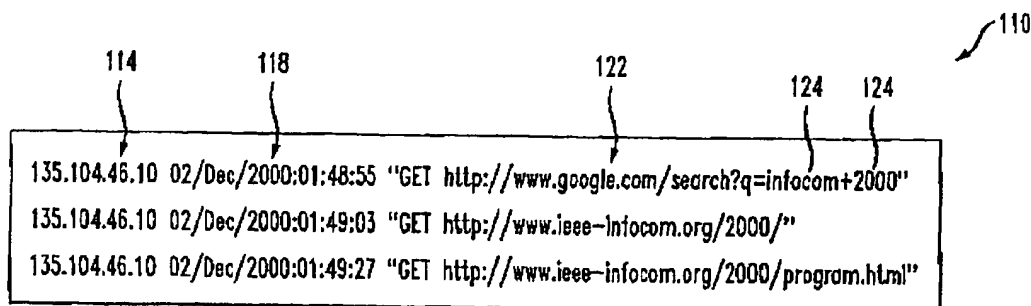 110
114 118 122 124 124
135.104.46.10 02/Dec/2000:01:48:55 “GET http://www.google.com/search?q=infocom+2000”
135.104.46.10 02/Dec/2000:01:49:03 “GET http://www.ieee-infocom.org/2000/”
135.104.46.10 02/Dec/2000:01:49:27 “GET http://www.ieee-infocom.org/2000/program.html”